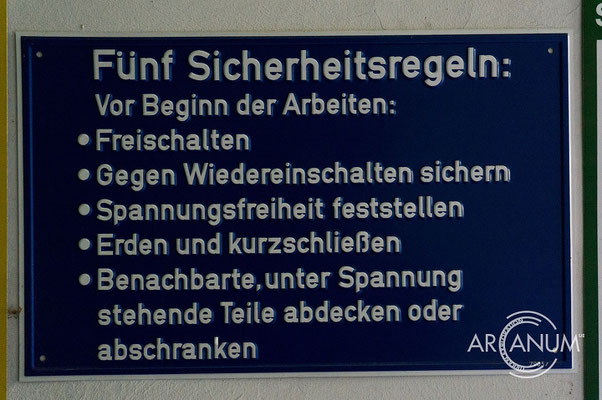 Fünf Sicherheitsregeln:
Vor Beginn der Arbeiten:
• Freischalten
• Gegen Wiedereinschalten sichern
• Spannungsfreiheit feststellen
• Erden und kurzschließen
• Benachbarte, unter Spannung
stehende Teile abdecken oder
abschranken
S
ARCANUM